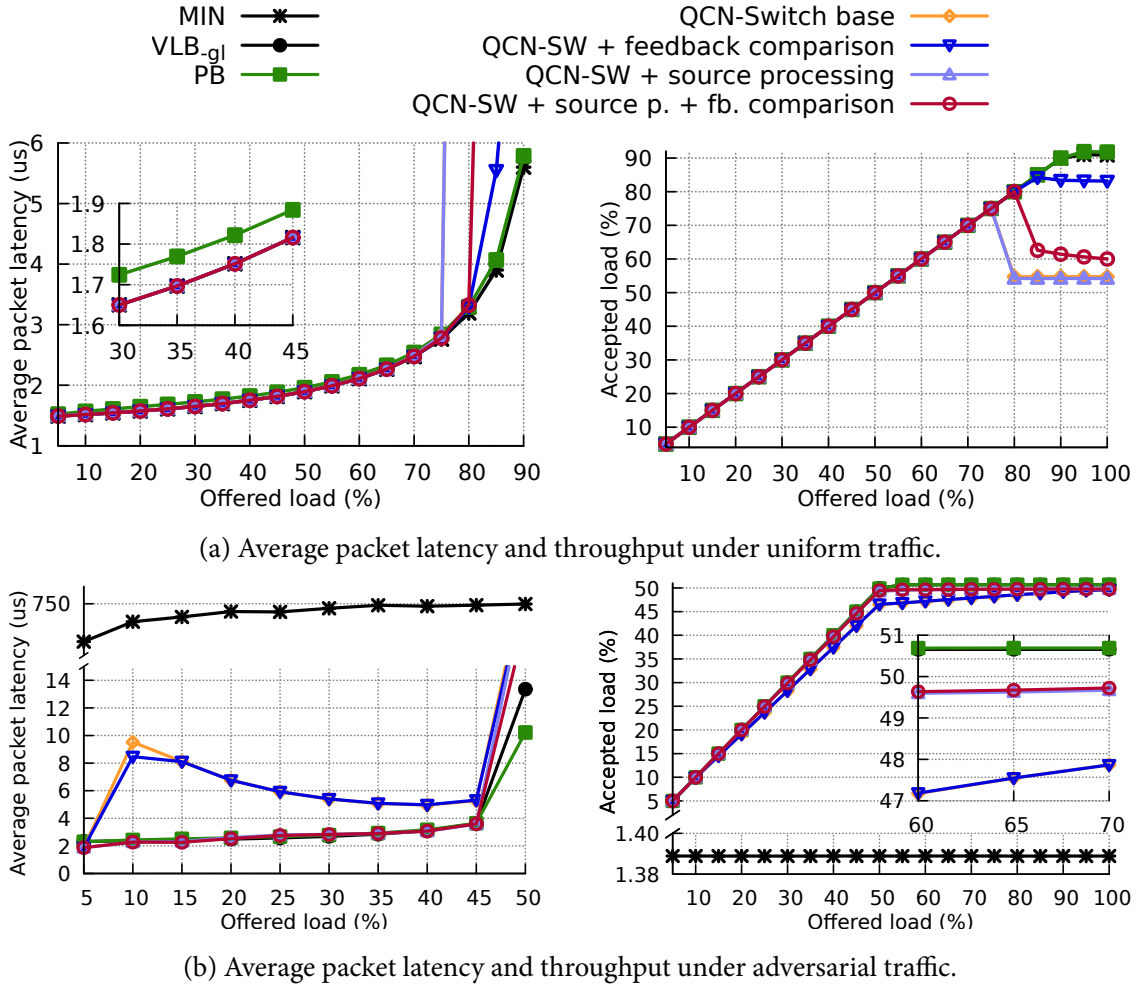 MIN
VLB-gl
PB
QCN-Switch base
QCN-SW + feedback comparison
QCN-SW + source processing
QCN-SW + source p. + fb. comparison
Average packet latency (us)
6
5
4
3
2
1
1.9
1.8
1.7
1.6
30 35 40 45
10 20 30 40 50 60 70 80 90
Offered load (%)
Accepted load (%)
90
80
70
60
50
40
30
20
10
10 20 30 40 50 60 70 80 90 100
Offered load (%)
(a) Average packet latency and throughput under uniform traffic.
Average packet latency (us)
750
14
12
10
8
6
4
2
0
5 10 15 20 25 30 35 40 45 50
Offered load (%)
Accepted load (%)
50
45
40
35
30
25
20
15
10
5
1.40
1.38
51
50
49
48
47
60 65 70
10 20 30 40 50 60 70 80 90 100
Offered load (%)
(b) Average packet latency and throughput under adversarial traffic.